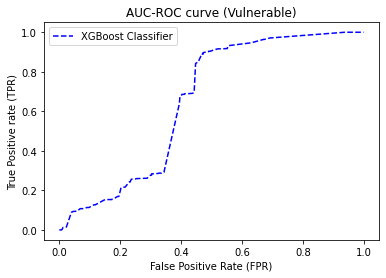 AUC-ROC curve (Vulnerable)
XGBoost Classifier
True Positive rate (TPR)
1.0
0.8
0.6
0.4
0.2
0.0
0.0 0.2 0.4 0.6 0.8 1.0
False Positive Rate (FPR)